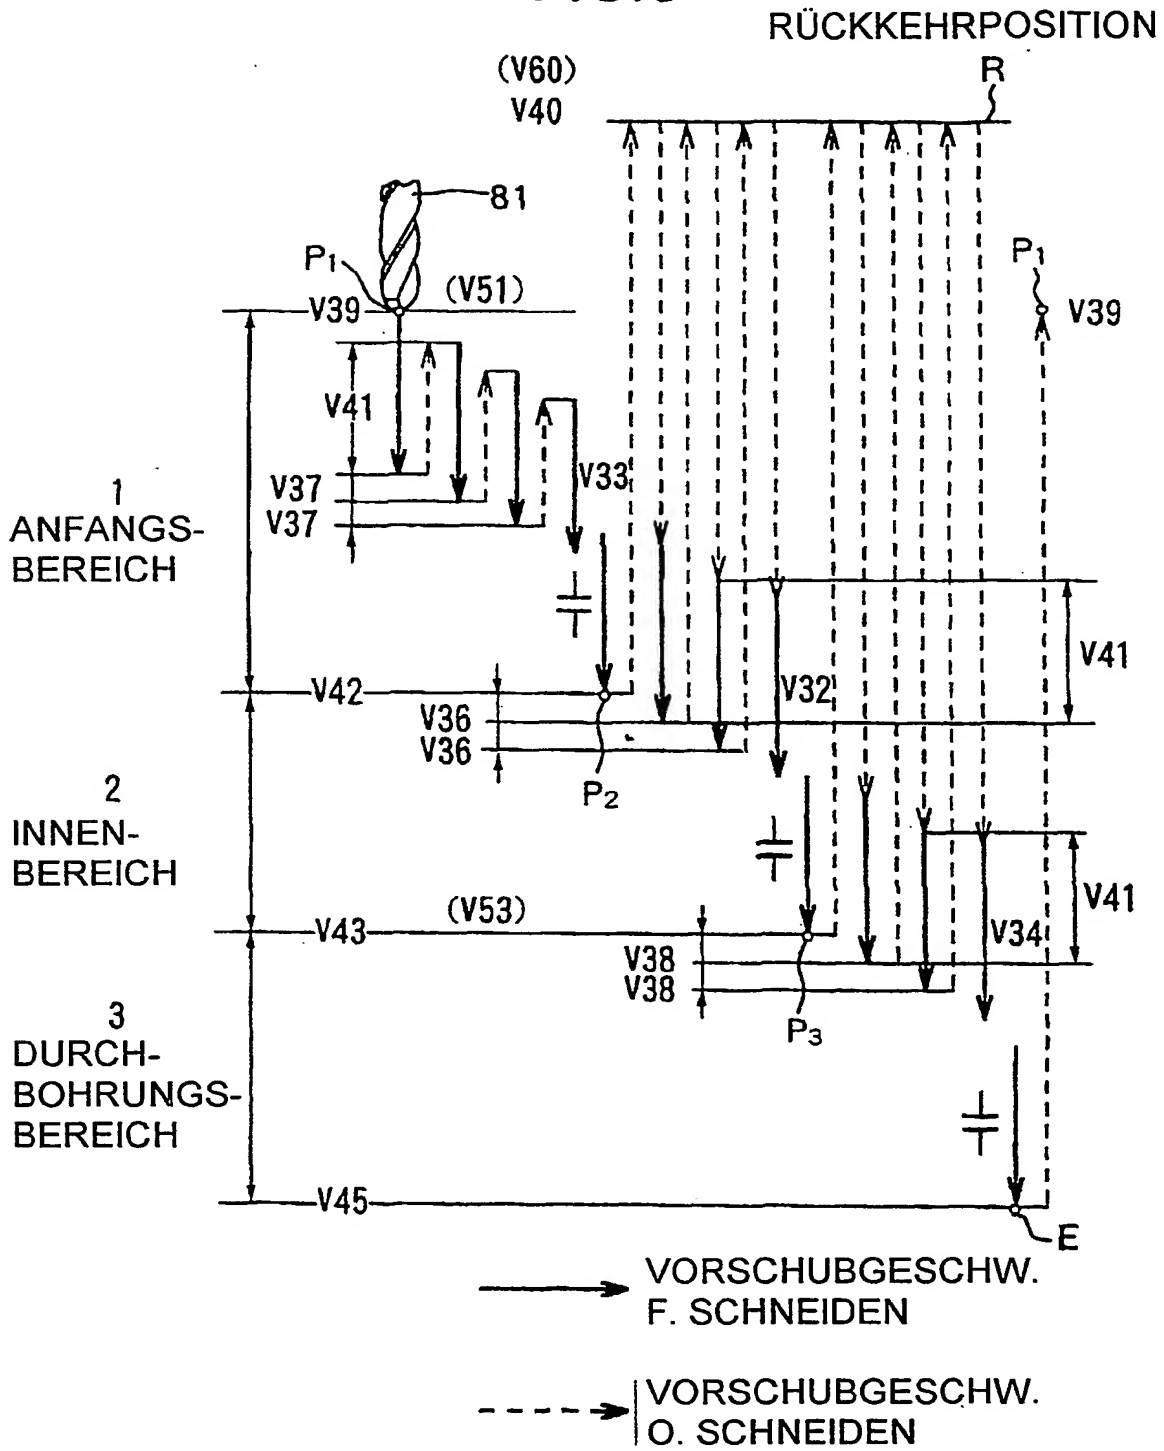 RÜCKKEHRPOSITION
(V60)
V40
R
81
P1
V39
(V51)
P1
V39
V41
V37
V37
V33
1
ANFANGS-
BEREICH
V41
V42
V32
V36
V36
P2
2
INNEN-
BEREICH
V41
V43
(V53)
V34
V38
V38
P3
3
DURCH-
BOHRUNGS-
BEREICH
V45
E
VORSCHUBGESCHW.
F. SCHNEIDEN
VORSCHUBGESCHW.
O. SCHNEIDEN